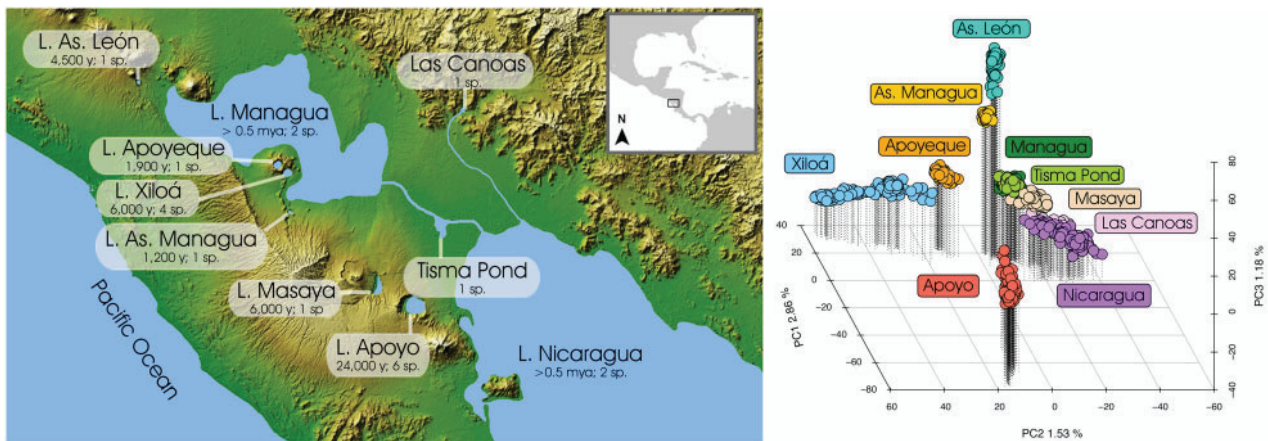 L. As. León
4,500 y; 1 sp.
Las Canoas
1 sp.
L. Managua
> 0.5 mya; 2 sp.
L. Apoyeque
1,900 y; 1 sp.
L. Xiloá
6,000 y; 4 sp.
L. As. Managua
1,200 y; 1 sp.
Tisma Pond
1 sp.
L. Masaya
6,000 y; 1 sp
L. Apoyo
24,000 y; 6 sp.
L. Nicaragua
>0.5 mya; 2 sp.
Pacific Ocean
N
As. León
As. Managua
Apoyeque
Managua
Xiloá
Tisma Pond
Masaya
Las Canoas
Apoyo
Nicaragua
PC1 2.86 %
40
20
0
−20
−40
−60
−80
PC2 1.53 %
60
40
20
0
−20
−40
−60
PC3 1.18 %
80
60
40
20
0
−20
−40